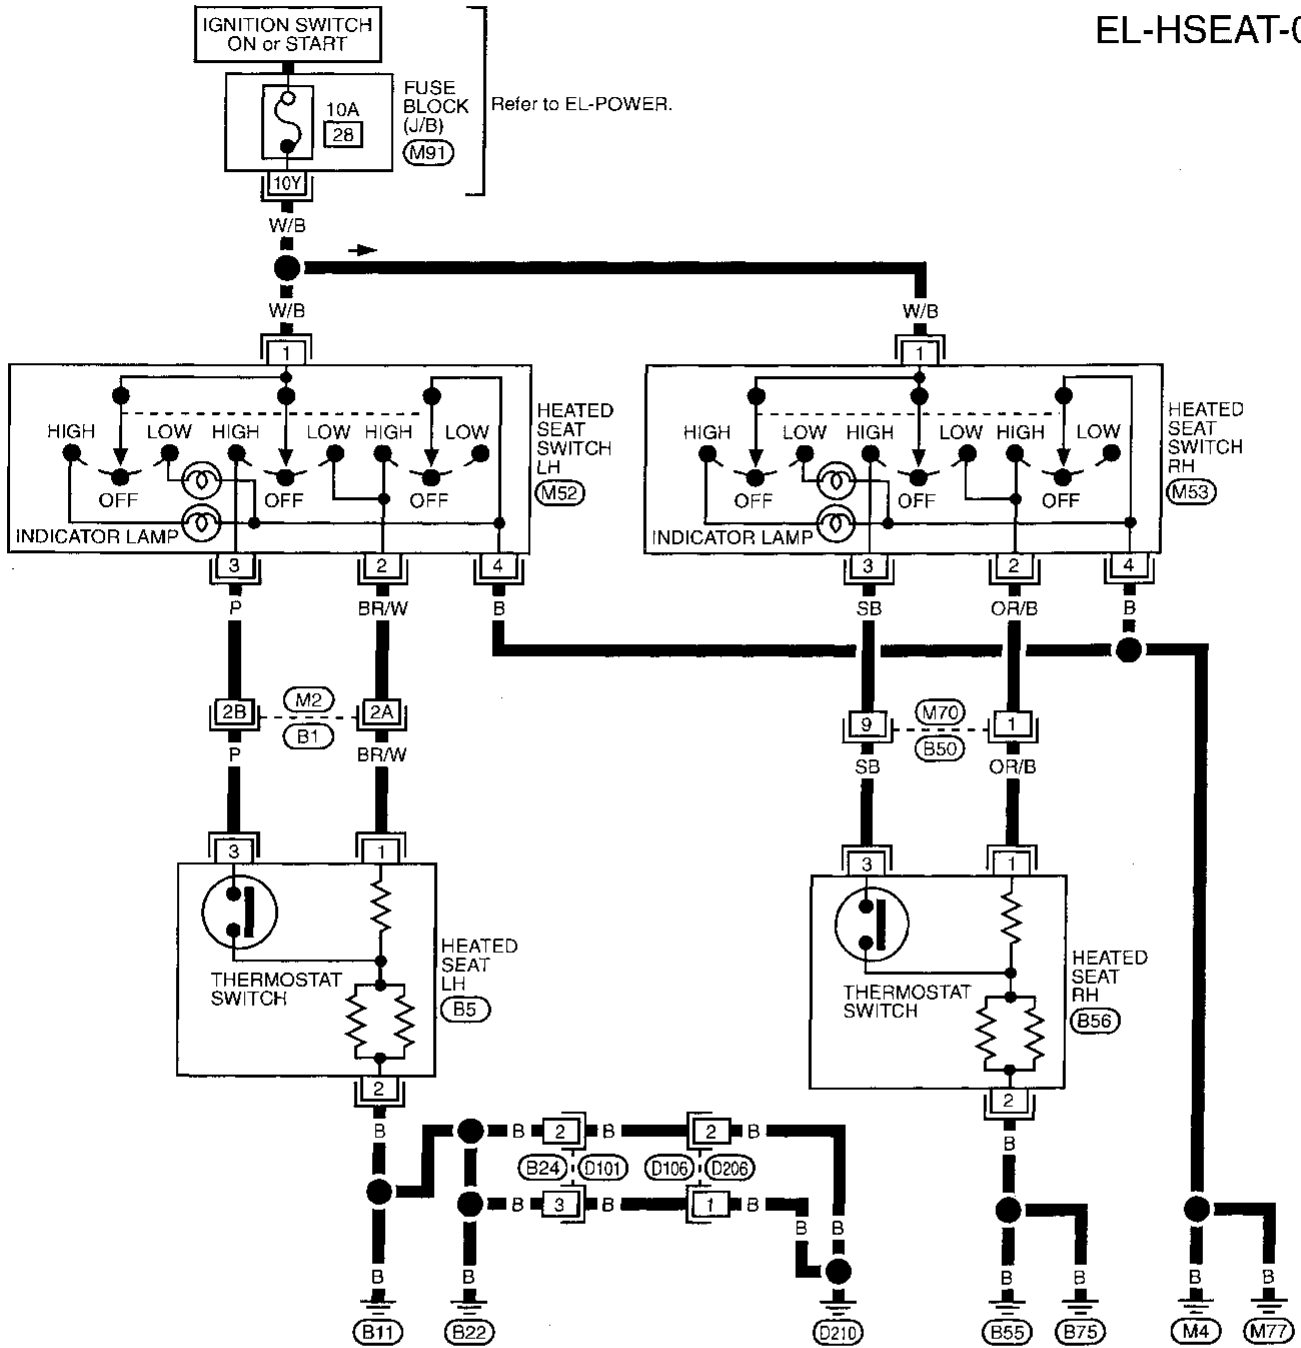 EL-HSEAT-0
IGNITION SWITCH
ON or START
10A
28
FUSE
BLOCK
(J/B)
M91
Refer to EL-POWER.
10Y
W/B
W/B
W/B
1
1
HIGH
LOW
HIGH
LOW
HIGH
LOW
OFF
OFF
OFF
INDICATOR LAMP
HEATED
SEAT
SWITCH
LH
M52
HIGH
LOW
HIGH
LOW
HIGH
LOW
OFF
OFF
OFF
INDICATOR LAMP
HEATED
SEAT
SWITCH
RH
M53
3
2
4
3
2
4
P
BR/W
B
SB
OR/B
B
2B
M2
B1
2A
9
M70
B50
1
P
BR/W
SB
OR/B
3
1
3
1
THERMOSTAT
SWITCH
HEATED
SEAT
LH
B5
THERMOSTAT
SWITCH
HEATED
SEAT
RH
B56
2
2
B
B
2
B
2
B
B
B24
D101
D106
D206
B
3
B
1
B
B
B
B
B
B
B
B
B
B11
B22
D210
B55
B75
M4
M77